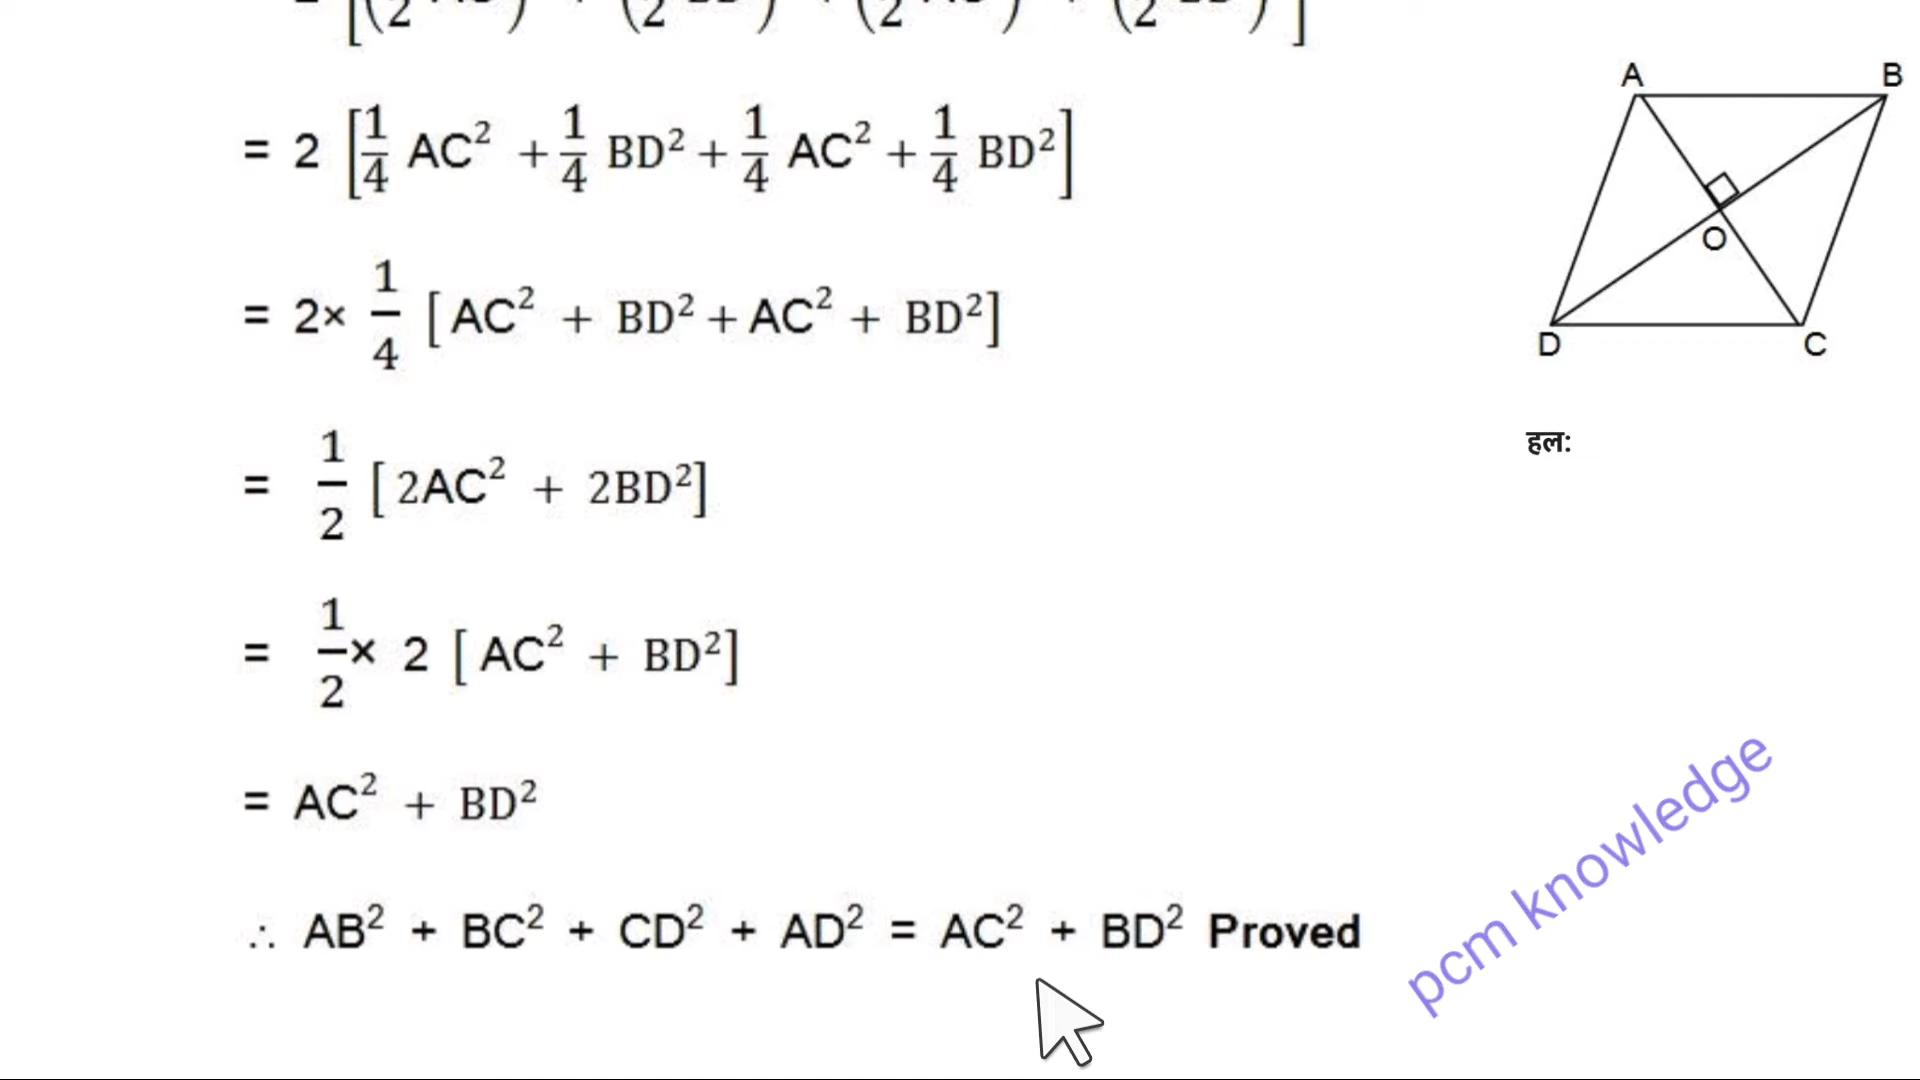 = 2 [1/4 AC² + 1/4 BD² + 1/4 AC² + 1/4 BD²]
= 2× 1/4 [AC² + BD² + AC² + BD²]
= 1/2 [2AC² + 2BD²]
= 1/2 × 2 [AC² + BD²]
= AC² + BD²
∴ AB² + BC² + CD² + AD² = AC² + BD² Proved
A B
O
D C
हल:
pcm knowledge